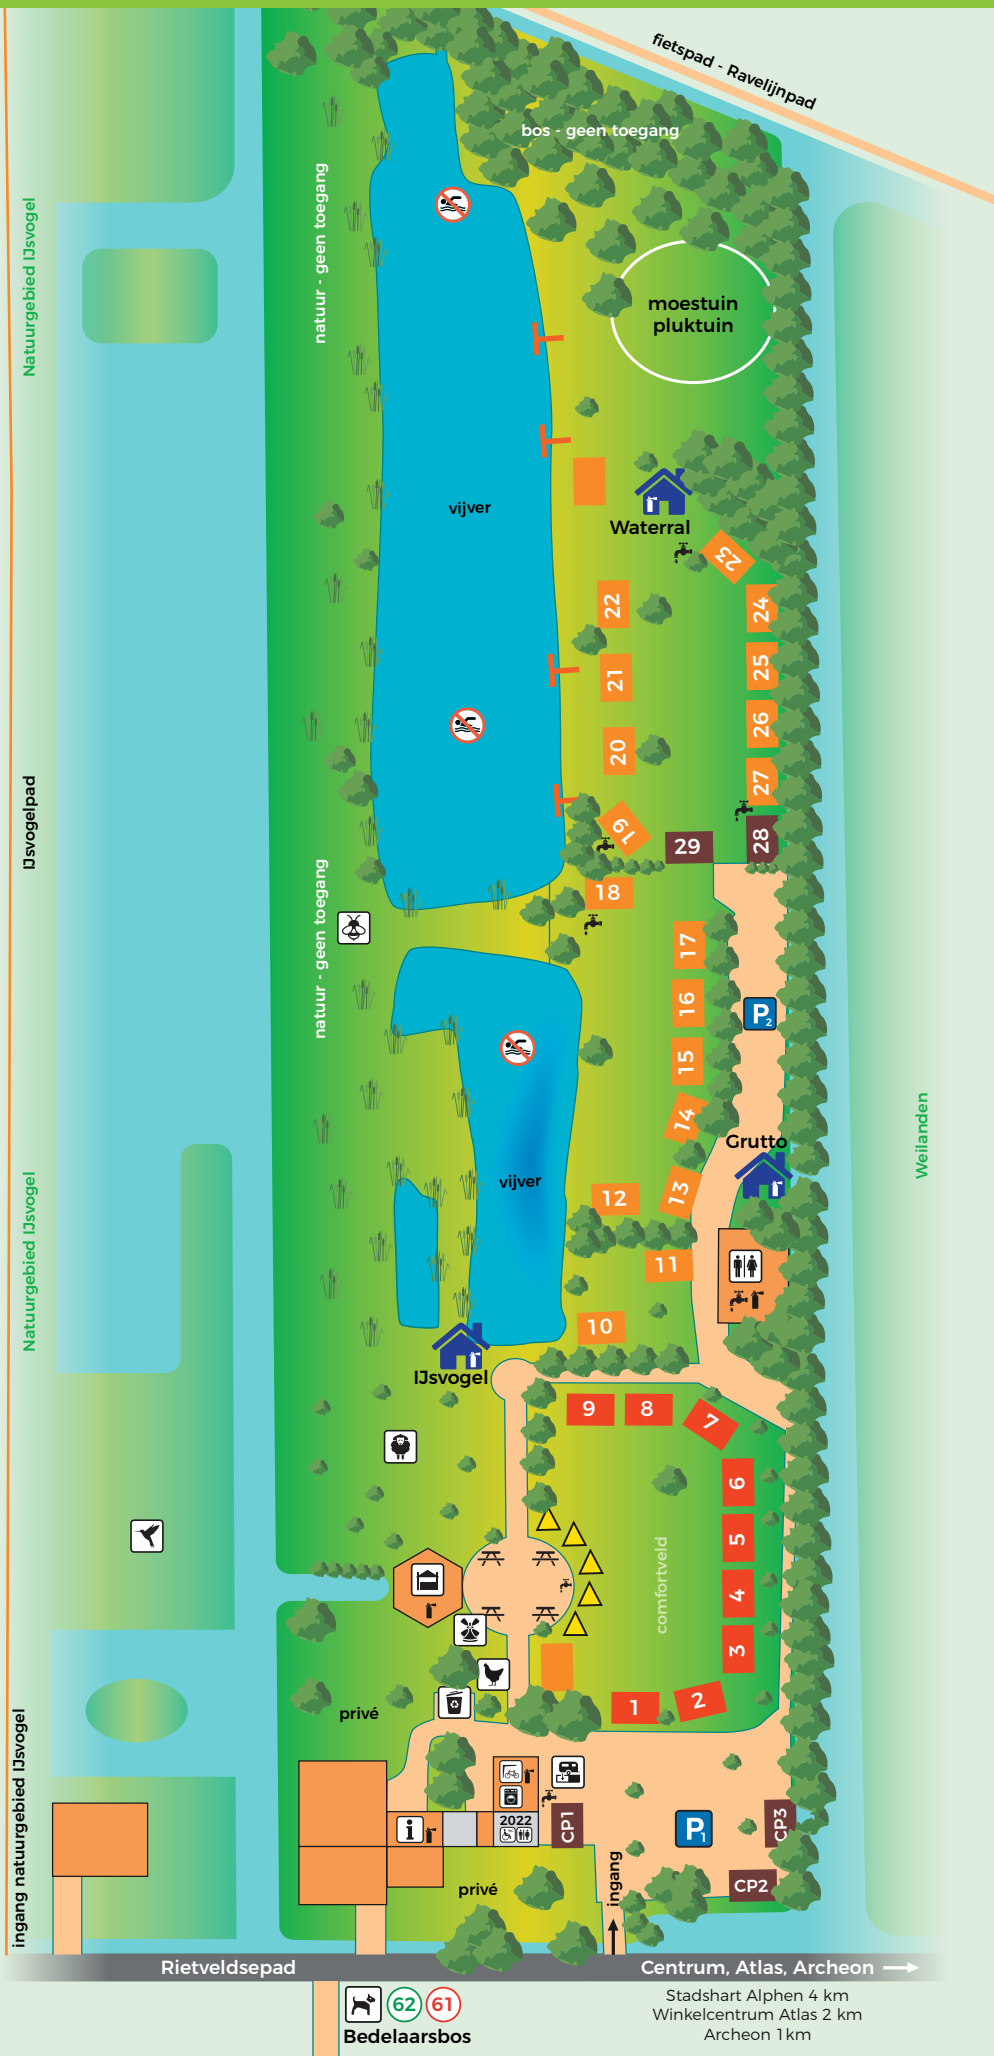 fietspad - Ravelijnpad
bos - geen toegang
natuur - geen toegang
Natuurgebied IJsvogel
moestuin
pluktuin
vijver
Waterral
23
24
22
25
21
26
20
27
IJsvogelpad
19
28
29
18
natuur - geen toegang
17
16
P2
15
14
Grutto
Weilanden
vijver
13
12
Natuurgebied IJsvogel
11
10
IJsvogel
9
8
7
6
5
comfortveld
4
3
privé
2
1
ingang natuurgebied IJsvogel
i
2022
CP1
P1
CP3
ingang
CP2
privé
Rietveldsepad
Centrum, Atlas, Archeon
62
61
Bedelaarsbos
Stadshart Alphen 4 km
Winkelcentrum Atlas 2 km
Archeon 1 km